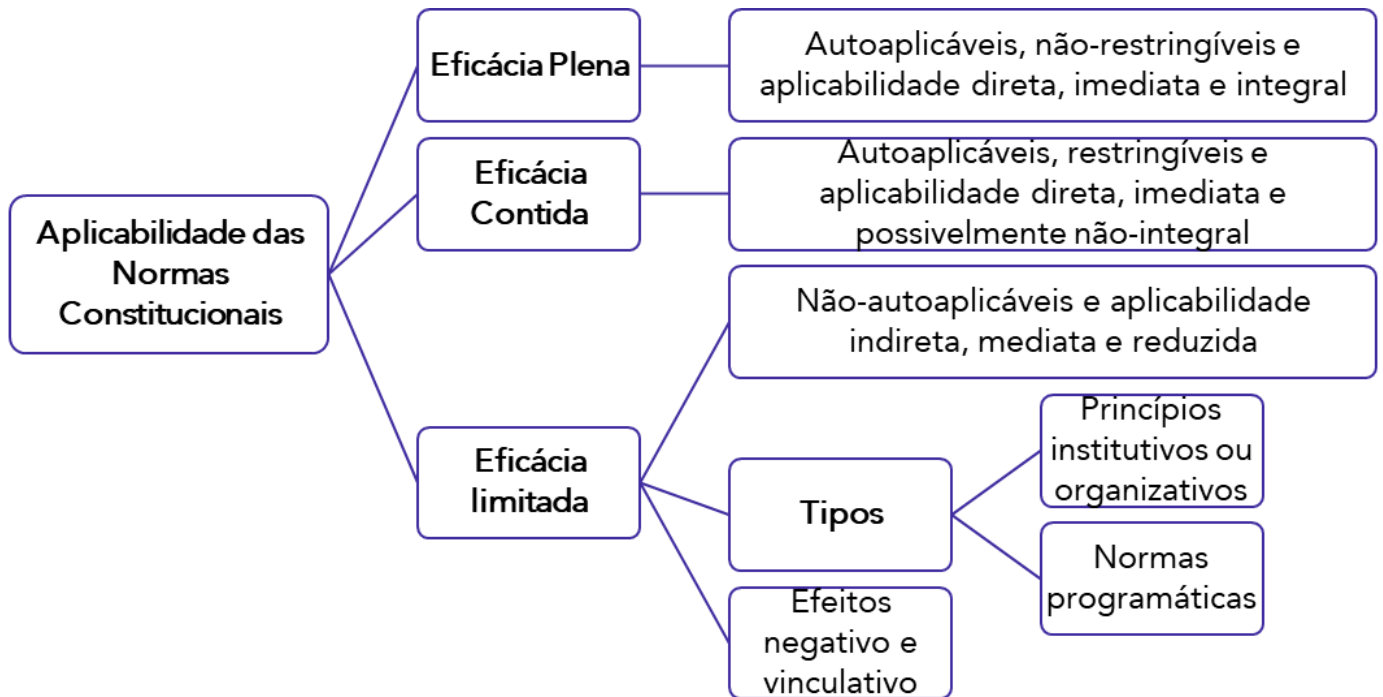 Aplicabilidade das
Normas
Constitucionais
Eficácia Plena
Autoaplicáveis, não-restringíveis e
aplicabilidade direta, imediata e integral
Eficácia
Contida
Autoaplicáveis, restringíveis e
aplicabilidade direta, imediata e
possivelmente não-integral
Eficácia
limitada
Não-autoaplicáveis e aplicabilidade
indireta, mediata e reduzida
Tipos
Princípios
institutivos ou
organizativos
Normas
programáticas
Efeitos
negativo e
vinculativo